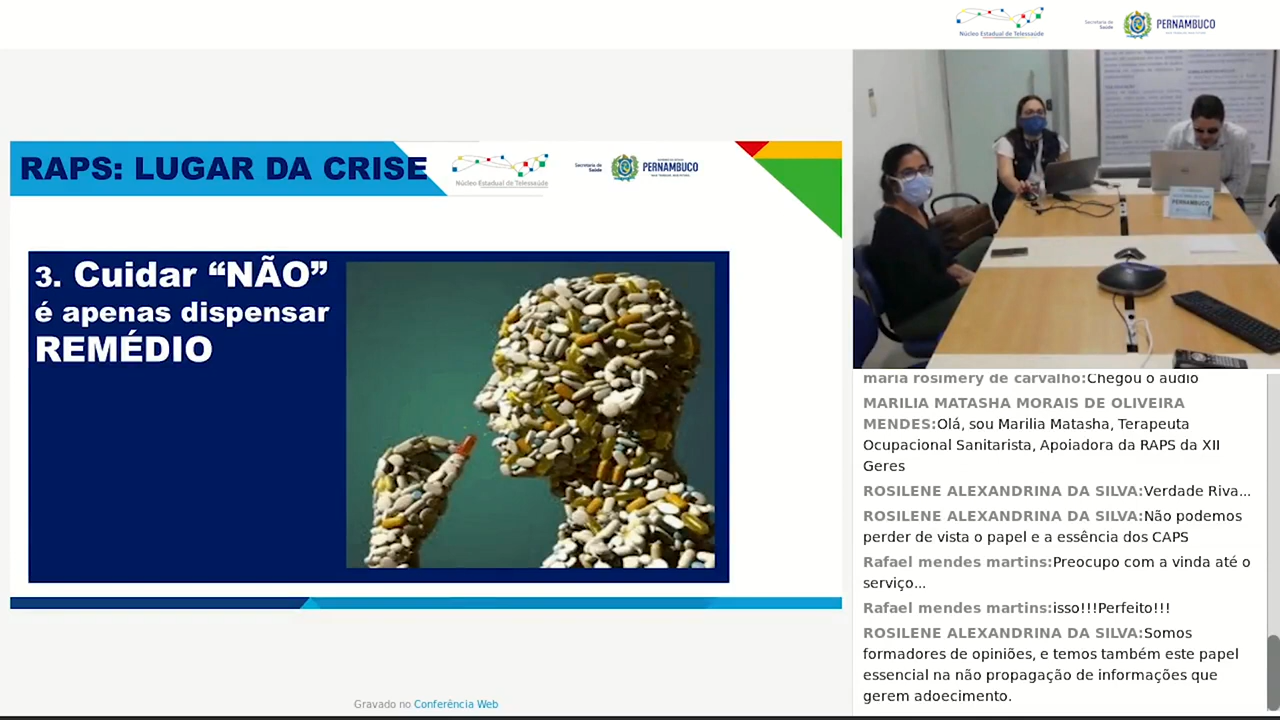 Núcleo Estadual de Telessaúde
Secretaria de
Saúde
PERNAMBUCO
RAPS: LUGAR DA CRISE
Núcleo Estadual de Telessaúde
Secretaria de
Saúde
PERNAMBUCO
3. Cuidar “NÃO”
é apenas dispensar
REMÉDIO
PERNAMBUCO
maria rosimery de carvalho:Chegou o audio
MARILIA MATASHA MORAIS DE OLIVEIRA
MENDES:Olá, sou Marilia Matasha, Terapeuta
Ocupacional Sanitarista, Apoiadora da RAPS da XII
Geres
ROSILENE ALEXANDRINA DA SILVA:Verdade Riva...
ROSILENE ALEXANDRINA DA SILVA:Não podemos
perder de vista o papel e a essência dos CAPS
Rafael mendes martins:Preocupo com a vinda até o
serviço...
Rafael mendes martins:isso!!!Perfeito!!!
ROSILENE ALEXANDRINA DA SILVA:Somos
formadores de opiniões, e temos também este papel
essencial na não propagação de informações que
gerem adoecimento.
Gravado no Conferência Web